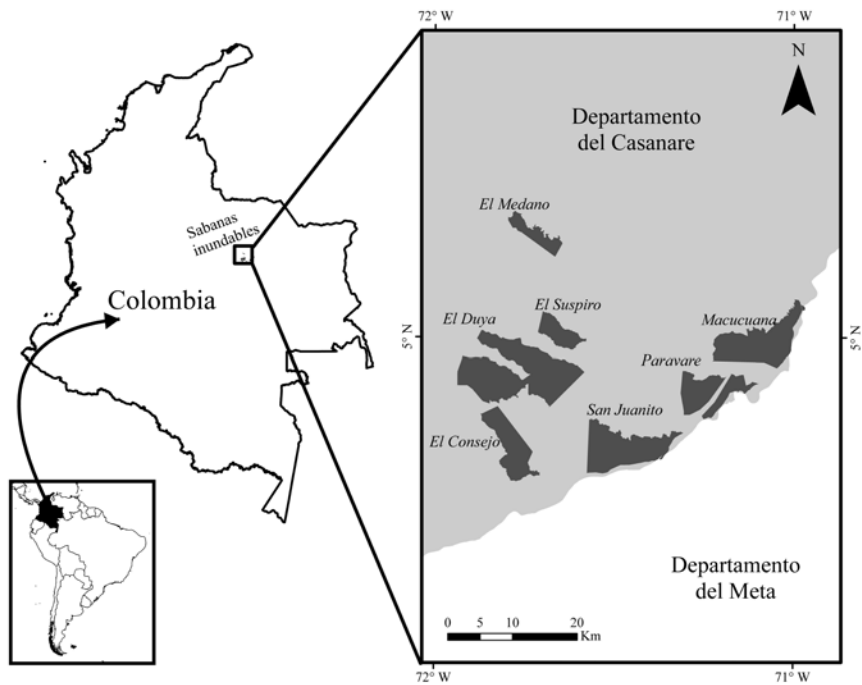 72° W
71° W
N
Departamento
del Casanare
El Medano
Sabanas
inundables
Colombia
El Suspiro
El Duya
Macucuana
5° N
5° N
Paravare
San Juanito
El Consejo
Departamento
del Meta
0 5 10 20
Km
72° W
71° W